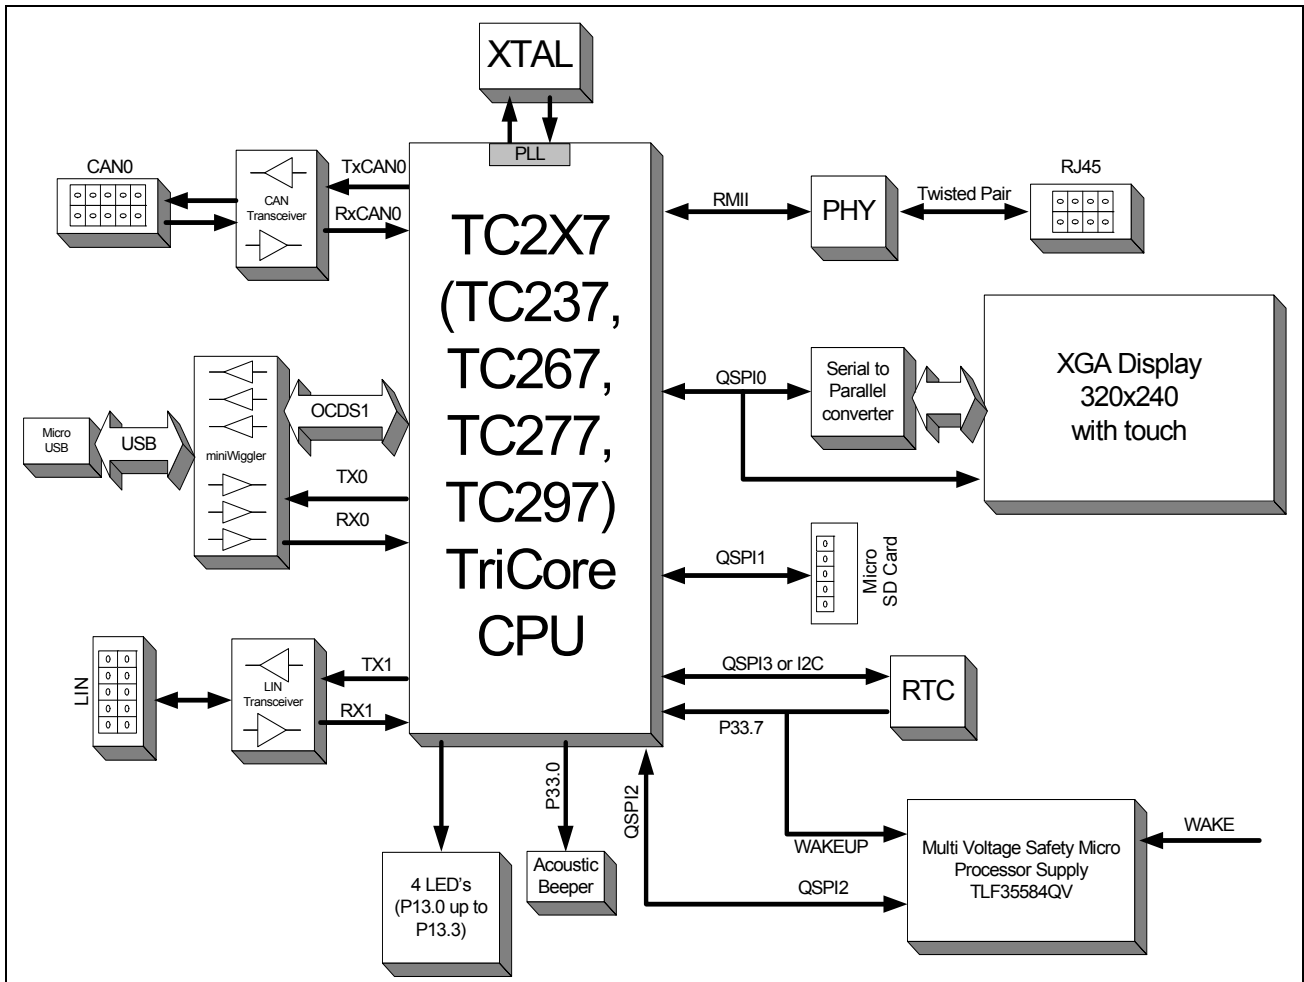 XTAL
PLL
CAN0
CAN
Transceiver
TxCAN0
RxCAN0
TC2X7
(TC237,
TC267,
TC277,
TC297)
TriCore
CPU
RMII
PHY
Twisted Pair
RJ45
QSPI0
Serial to
Parallel
converter
XGA Display
320x240
with touch
Micro
USB
USB
miniWiggler
OCDS1
TX0
RX0
QSPI1
Micro
SD Card
LIN
LIN
Transceiver
TX1
RX1
QSPI3 or I2C
RTC
P33.7
P33.0
QSPI2
WAKEUP
QSPI2
WAKE
Multi Voltage Safety Micro
Processor Supply
TLF35584QV
4 LED's
(P13.0 up to
P13.3)
Acoustic
Beeper